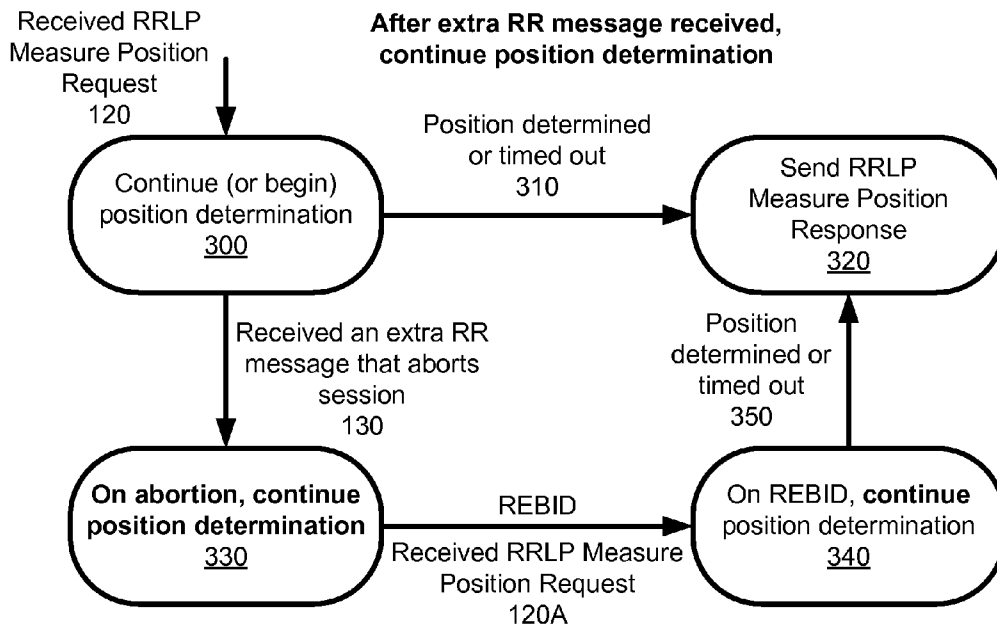 Received RRLP
Measure Position
Request
120
After extra RR message received,
continue position determination
Continue (or begin)
position determination
300
Position determined
or timed out
310
Send RRLP
Measure Position
Response
320
Received an extra RR
message that aborts
session
130
Position
determined or
timed out
350
On abortion, continue
position determination
330
REBID
Received RRLP Measure
Position Request
120A
On REBID, continue
position determination
340